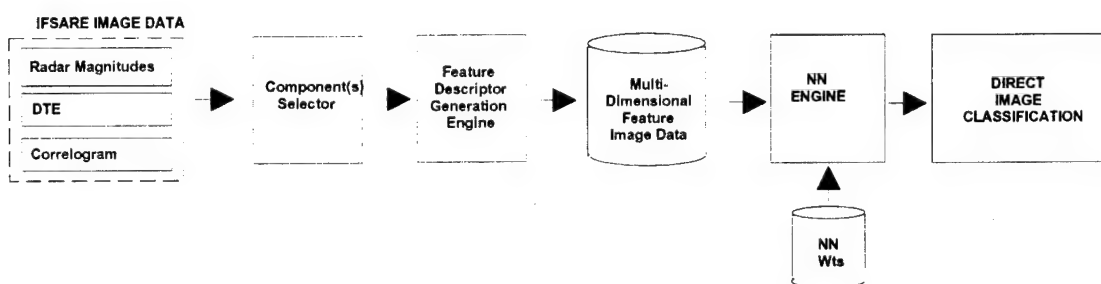 IFSARE IMAGE DATA
Radar Magnitudes
DTE
Correlogram
Component(s)
Selector
Feature
Descriptor
Generation
Engine
Multi-
Dimensional
Feature
Image Data
NN
ENGINE
DIRECT
IMAGE
CLASSIFICATION
NN
Wts